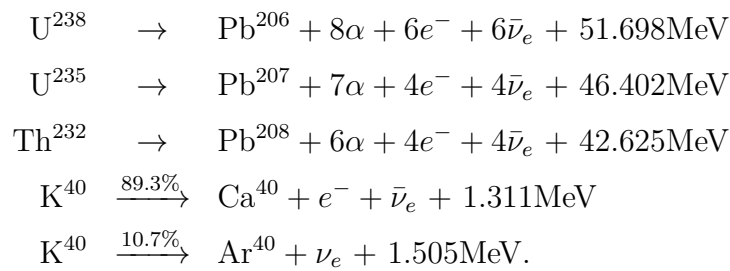 U²³⁸ → Pb²⁰⁶ + 8α + 6e⁻ + 6ν̄ₑ + 51.698MeV
U²³⁵ → Pb²⁰⁷ + 7α + 4e⁻ + 4ν̄ₑ + 46.402MeV
Th²³² → Pb²⁰⁸ + 6α + 4e⁻ + 4ν̄ₑ + 42.625MeV
K⁴⁰ 89.3%→ Ca⁴⁰ + e⁻ + ν̄ₑ + 1.311MeV
K⁴⁰ 10.7%→ Ar⁴⁰ + νₑ + 1.505MeV.